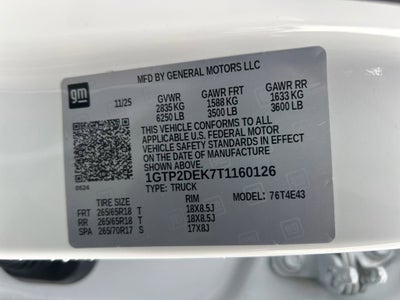 gm
MFD BY GENERAL MOTORS LLC
11/25 GVWR GAWR FRT GAWR RR
2835 KG 1588 KG 1633 KG
6250 LB 3500 LB 3600 LB
THIS VEHICLE CONFORMS TO ALL
APPLICABLE U.S. FEDERAL MOTOR
VEHICLE SAFETY STANDARDS IN
EFFECT ON THE DATE OF MANUFACTURE
SHOWN ABOVE.
0624
1GTP2DEK7T1160126
TYPE: TRUCK MODEL: 76T4E43
TIRE RIM
FRT 265/65R18 T 18X8.5J
RR 265/65R18 T 18X8.5J
SPA 265/70R17 S 17X8J